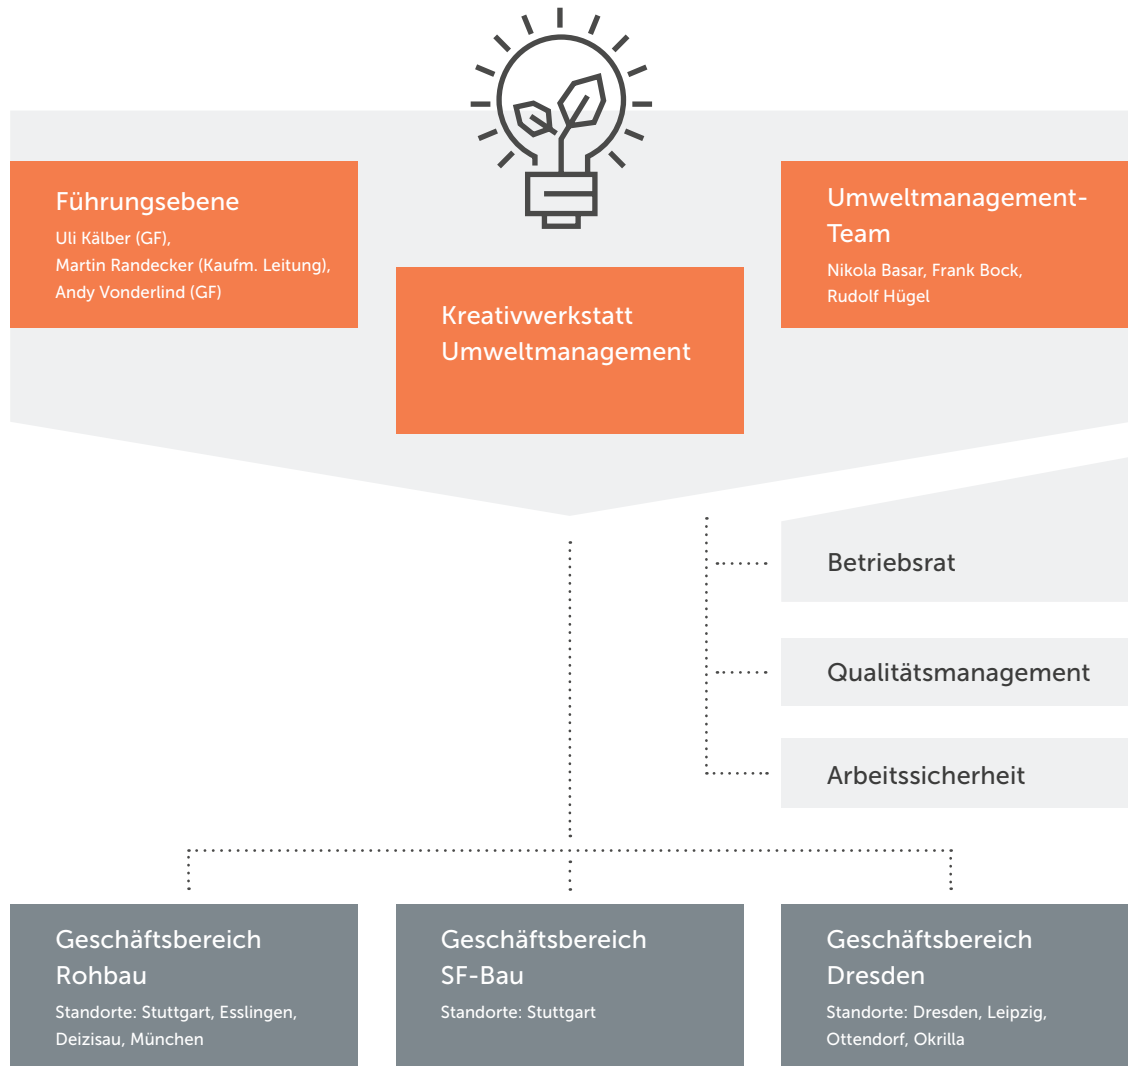 Führungsebene
Uli Kälber (GF),
Martin Randecker (Kaufm. Leitung),
Andy Vonderlind (GF)
Kreativwerkstatt
Umweltmanagement
Umweltmanagement-
Team
Nikola Basar, Frank Bock,
Rudolf Hügel
Betriebsrat
Qualitätsmanagement
Arbeitssicherheit
Geschäftsbereich
Rohbau
Standorte: Stuttgart, Esslingen,
Deizisau, München
Geschäftsbereich
SF-Bau
Standorte: Stuttgart
Geschäftsbereich
Dresden
Standorte: Dresden, Leipzig,
Ottendorf, Okrilla